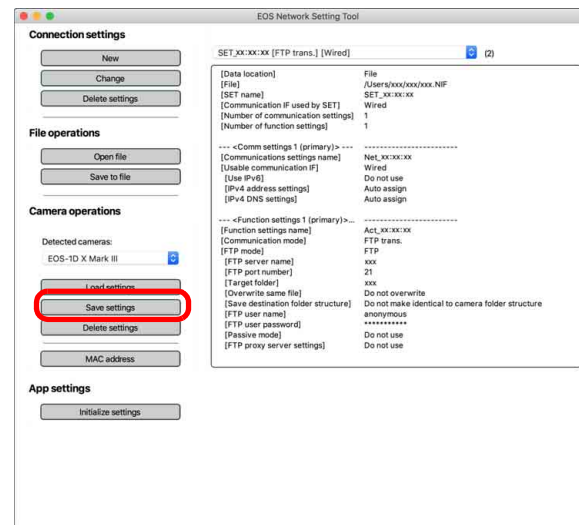 EOS Network Setting Tool
Connection settings
New
Change
Delete settings
File operations
Open file
Save to file
Camera operations
Detected cameras:
EOS-1D X Mark III
Load settings
Save settings
Delete settings
MAC address
App settings
Initialize settings
SET_xx:xx:xx [FTP trans.] [Wired] (2)
[Data location] File
[File] /Users/xxx/xxx/xxx.NIF
[SET name] SET_xx:xx:xx
[Communication IF used by SET] Wired
[Number of communication settings] 1
[Number of function settings] 1
--- <Comm settings 1 (primary)> --- ------------------------
[Communications settings name] Net_xx:xx:xx
[Usable communication IF] Wired
[Use IPv6] Do not use
[IPv4 address settings] Auto assign
[IPv4 DNS settings] Auto assign
--- <Function settings 1 (primary)>... ------------------------
[Function settings name] Act_xx:xx:xx
[Communication mode] FTP trans.
[FTP mode] FTP
[FTP server name] xxx
[FTP port number] 21
[Target folder] xxx
[Overwrite same file] Do not overwrite
[Save destination folder structure] Do not make identical to camera folder structure
[FTP user name] anonymous
[FTP user password] ***********
[Passive mode] Do not use
[FTP proxy server settings] Do not use